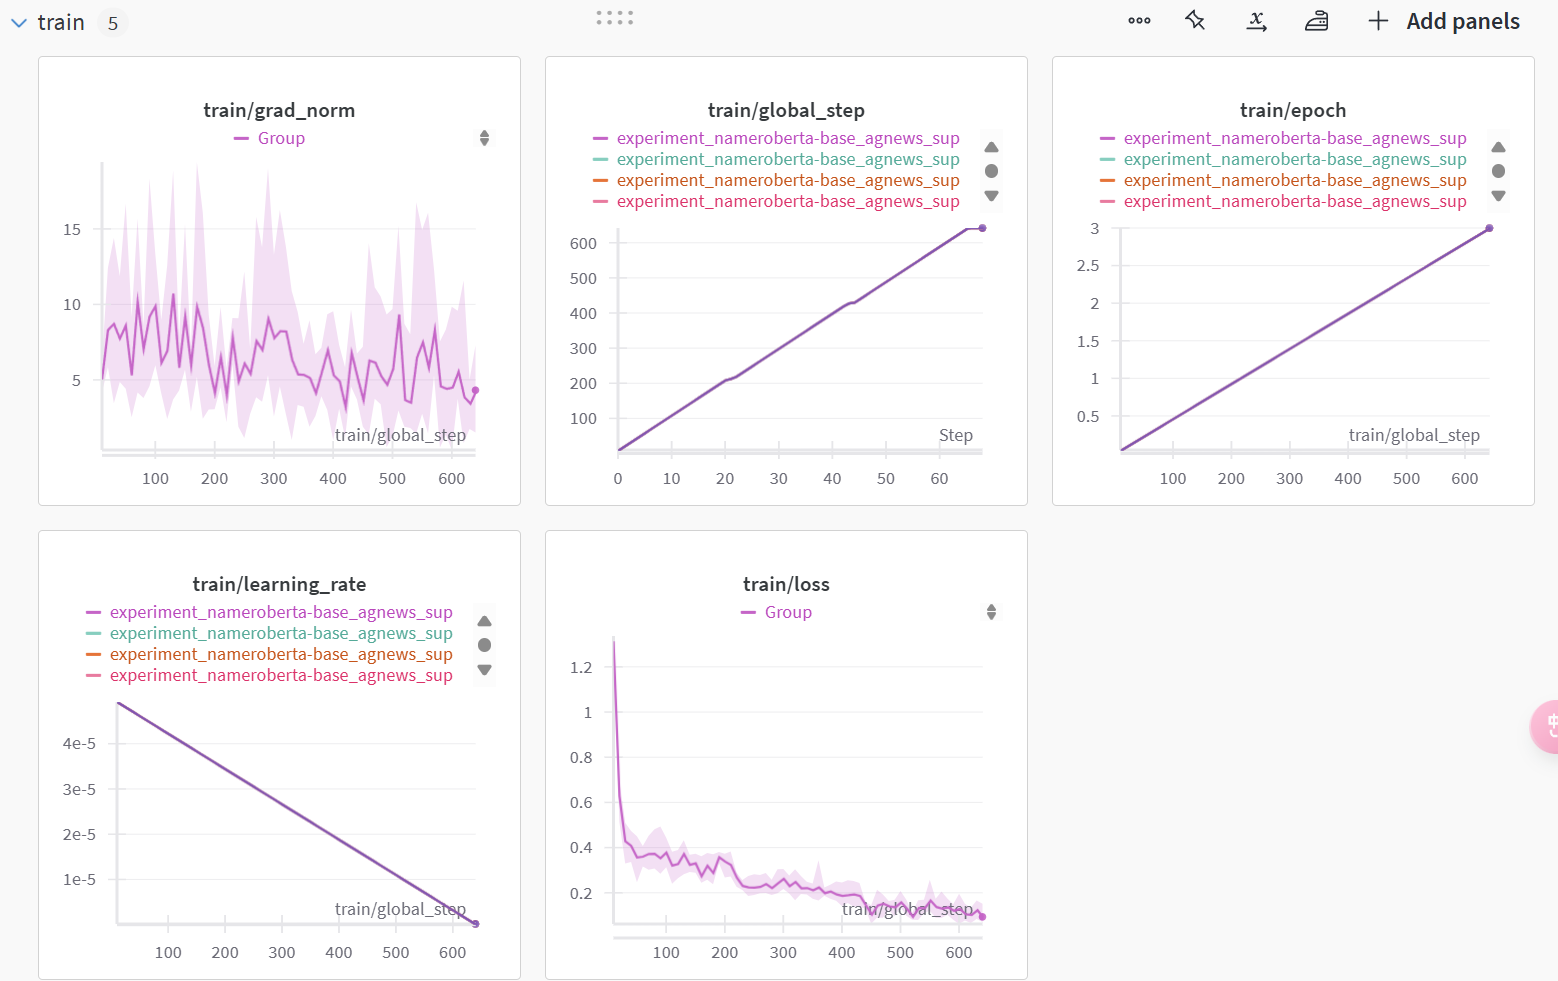 train 5
Add panels
train/grad_norm
Group
15
10
5
train/global_step
100 200 300 400 500 600
train/global_step
experiment_nameroberta-base_agnews_sup
experiment_nameroberta-base_agnews_sup
experiment_nameroberta-base_agnews_sup
experiment_nameroberta-base_agnews_sup
600
500
400
300
200
100
Step
0 10 20 30 40 50 60
train/epoch
experiment_nameroberta-base_agnews_sup
experiment_nameroberta-base_agnews_sup
experiment_nameroberta-base_agnews_sup
experiment_nameroberta-base_agnews_sup
3
2.5
2
1.5
1
0.5
train/global_step
100 200 300 400 500 600
train/learning_rate
experiment_nameroberta-base_agnews_sup
experiment_nameroberta-base_agnews_sup
experiment_nameroberta-base_agnews_sup
experiment_nameroberta-base_agnews_sup
4e-5
3e-5
2e-5
1e-5
train/global_step
100 200 300 400 500 600
train/loss
Group
1.2
1
0.8
0.6
0.4
0.2
train/global_step
100 200 300 400 500 600